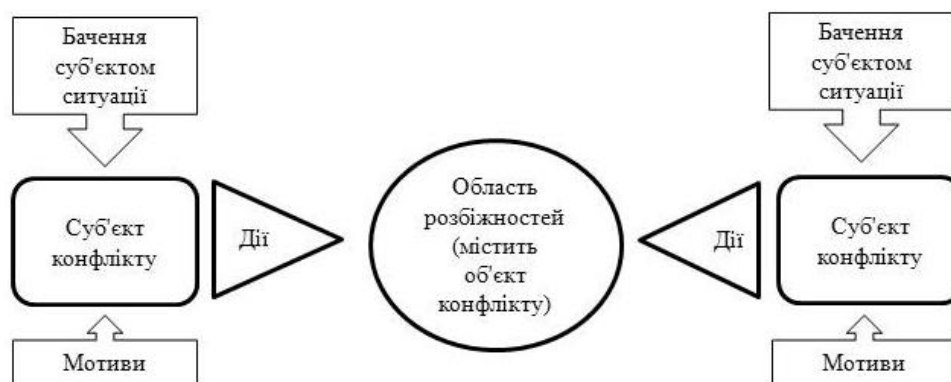 Бачення
суб'єктом
ситуації
Суб'єкт
конфлікту
Мотиви
Дії
Область
розбіжностей
(містить
об'єкт
конфлікту)
Дії
Бачення
суб'єктом
ситуації
Суб'єкт
конфлікту
Мотиви